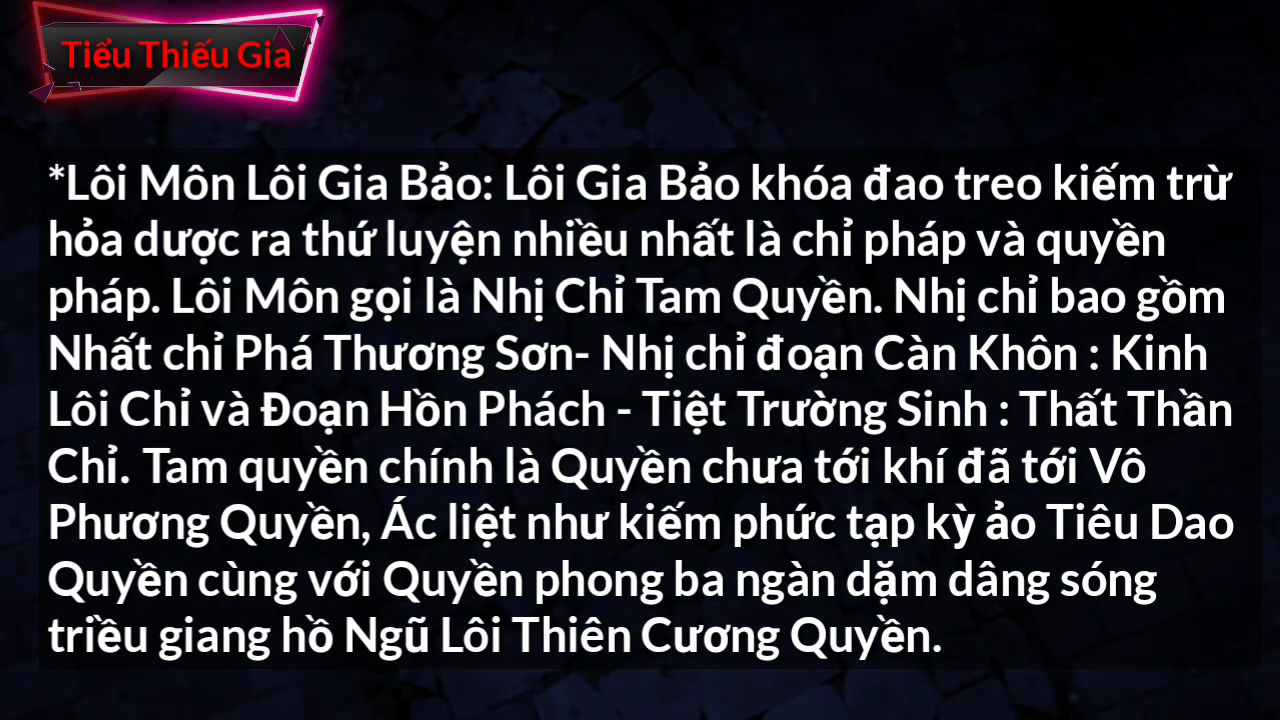 Tiểu Thiếu Gia
*Lôi Môn Lôi Gia Bảo: Lôi Gia Bảo khóa đao treo kiếm trừ
hỏa dược ra thứ luyện nhiều nhất là chỉ pháp và quyền
pháp. Lôi Môn gọi là Nhị Chỉ Tam Quyền. Nhị chỉ bao gồm
Nhất chỉ Phá Thương Sơn- Nhị chỉ đoạn Càn Khôn : Kinh
Lôi Chỉ và Đoạn Hồn Phách - Tiệt Trường Sinh : Thất Thần
Chỉ. Tam quyền chính là Quyền chưa tới khí đã tới Vô
Phương Quyền, Ác liệt như kiếm phức tạp kỳ ảo Tiêu Dao
Quyền cùng với Quyền phong ba ngàn dặm dâng sóng
triều giang hồ Ngũ Lôi Thiên Cương Quyền.